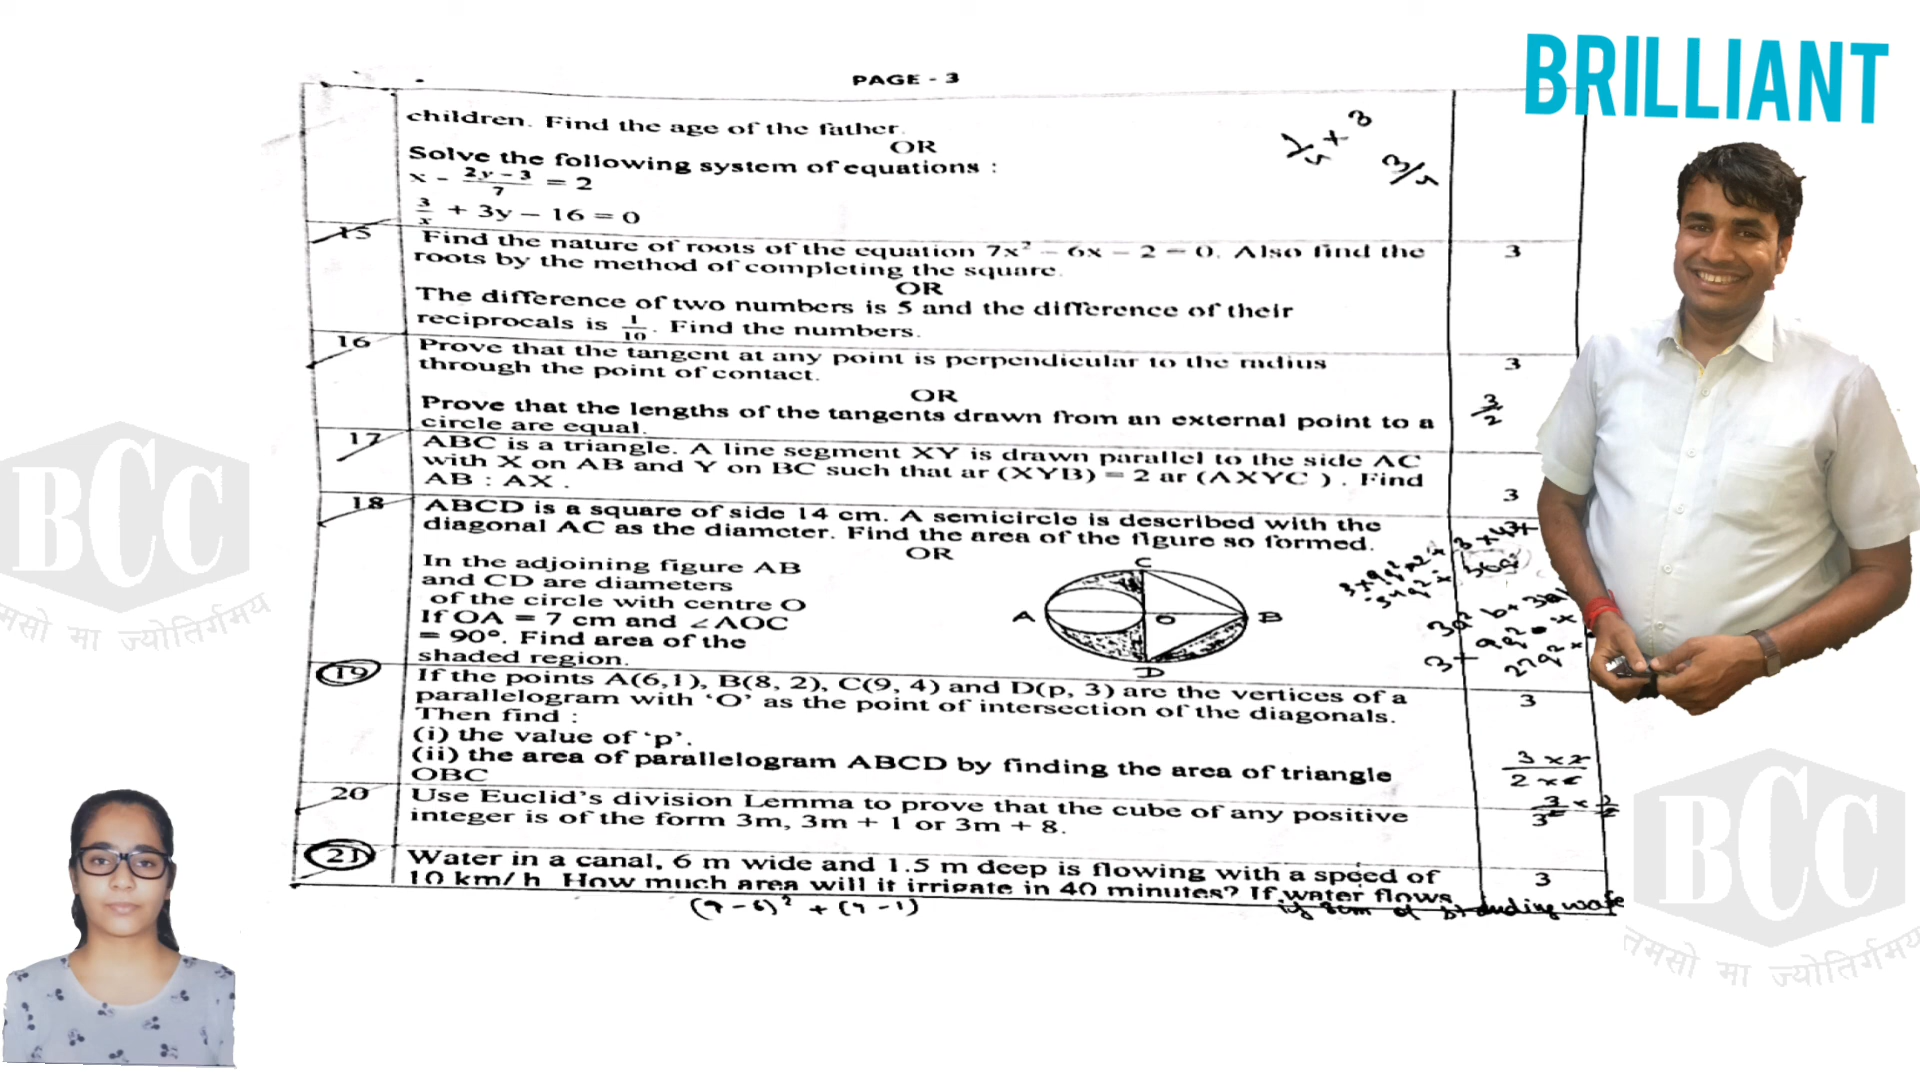 BRILLIANT
PAGE - 3
children. Find the age of the father.
OR
Solve the following system of equations :
x - (2y - 3)/7 = 2
3/x + 3y - 16 = 0
15 Find the nature of roots of the equation 7x² - 6x - 2 = 0. Also find the 3
roots by the method of completing the square.
OR
The difference of two numbers is 5 and the difference of their
reciprocals is 1/10. Find the numbers.
16 Prove that the tangent at any point is perpendicular to the radius 3
through the point of contact.
OR
Prove that the lengths of the tangents drawn from an external point to a
circle are equal.
17 ABC is a triangle. A line segment XY is drawn parallel to the side AC
with X on AB and Y on BC such that ar (XYB) = 2 ar (AXYC ) . Find
AB : AX . 3
18 ABCD is a square of side 14 cm. A semicircle is described with the
diagonal AC as the diameter. Find the area of the figure so formed.
OR
In the adjoining figure AB
and CD are diameters
of the circle with centre O
If OA = 7 cm and ∠AOC
= 90°. Find area of the
shaded region.
C
A O B
D
19 If the points A(6,1), B(8, 2), C(9, 4) and D(p, 3) are the vertices of a 3
parallelogram with ‘O’ as the point of intersection of the diagonals.
Then find :
(i) the value of ‘p’.
(ii) the area of parallelogram ABCD by finding the area of triangle
OBC
20 Use Euclid's division Lemma to prove that the cube of any positive
integer is of the form 3m, 3m + 1 or 3m + 8.
21 Water in a canal, 6 m wide and 1.5 m deep is flowing with a speed of 3
10 km/ h. How much area will it irrigate in 40 minutes? If water flows
3/5
3/2
BCC
तमसो मा ज्योतिर्गमय